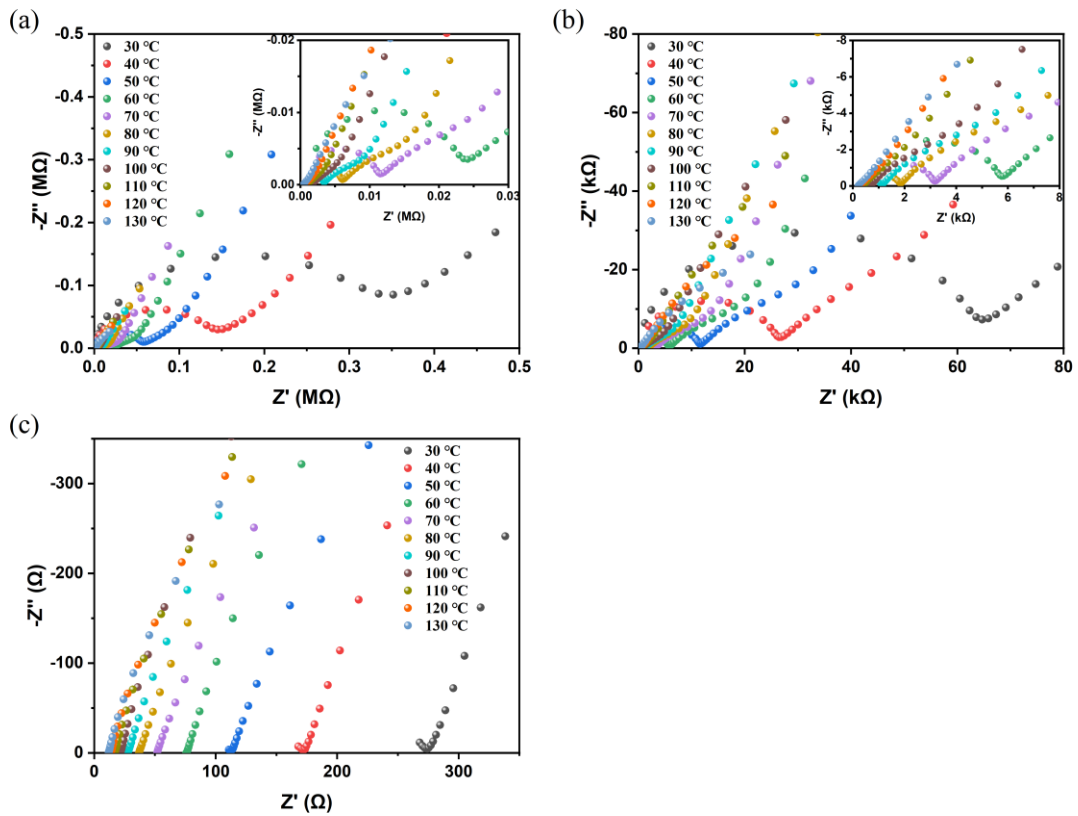 (a)
-0.5
-0.4
-0.3
-0.2
-0.1
0.0
-Z'' (MΩ)
0.0 0.1 0.2 0.3 0.4 0.5
Z' (MΩ)
30 °C
40 °C
50 °C
60 °C
70 °C
80 °C
90 °C
100 °C
110 °C
120 °C
130 °C
-0.02
-0.01
0.00
-Z'' (MΩ)
0.00 0.01 0.02 0.03
Z' (MΩ)
(b)
-80
-60
-40
-20
0
-Z'' (kΩ)
0 20 40 60 80
Z' (kΩ)
30 °C
40 °C
50 °C
60 °C
70 °C
80 °C
90 °C
100 °C
110 °C
120 °C
130 °C
-8
-6
-4
-2
0
-Z'' (kΩ)
0 2 4 6 8
Z' (kΩ)
(c)
-300
-200
-100
0
-Z'' (Ω)
0 100 200 300
Z' (Ω)
30 °C
40 °C
50 °C
60 °C
70 °C
80 °C
90 °C
100 °C
110 °C
120 °C
130 °C